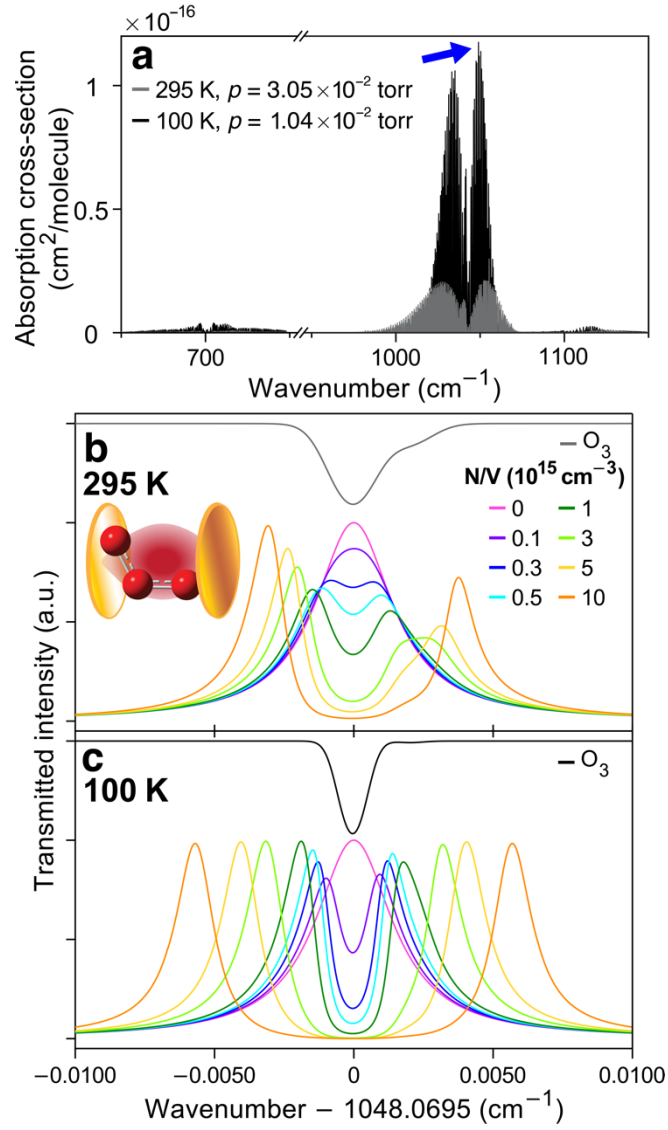 × 10⁻¹⁶
a
295 K, p = 3.05×10⁻² torr
100 K, p = 1.04×10⁻² torr
1
0.5
0
Absorption cross-section
(cm²/molecule)
700
1000
1100
Wavenumber (cm⁻¹)
b
295 K
O₃
N/V (10¹⁵ cm⁻³)
0
1
0.1
3
0.3
5
0.5
10
Transmitted intensity (a.u.)
c
100 K
O₃
−0.0100
−0.0050
0
0.0050
0.0100
Wavenumber − 1048.0695 (cm⁻¹)